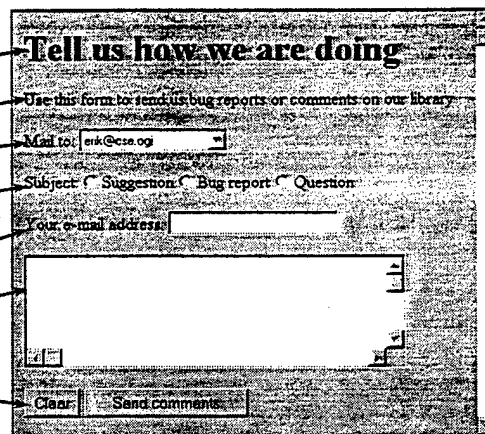 Tell us how we are doing
Use this form to send us bug reports or comments on our library
Mail to: erik@cse.ogi
Subject: Suggestion Bug report Question
Your e-mail address:
Clear Send comments